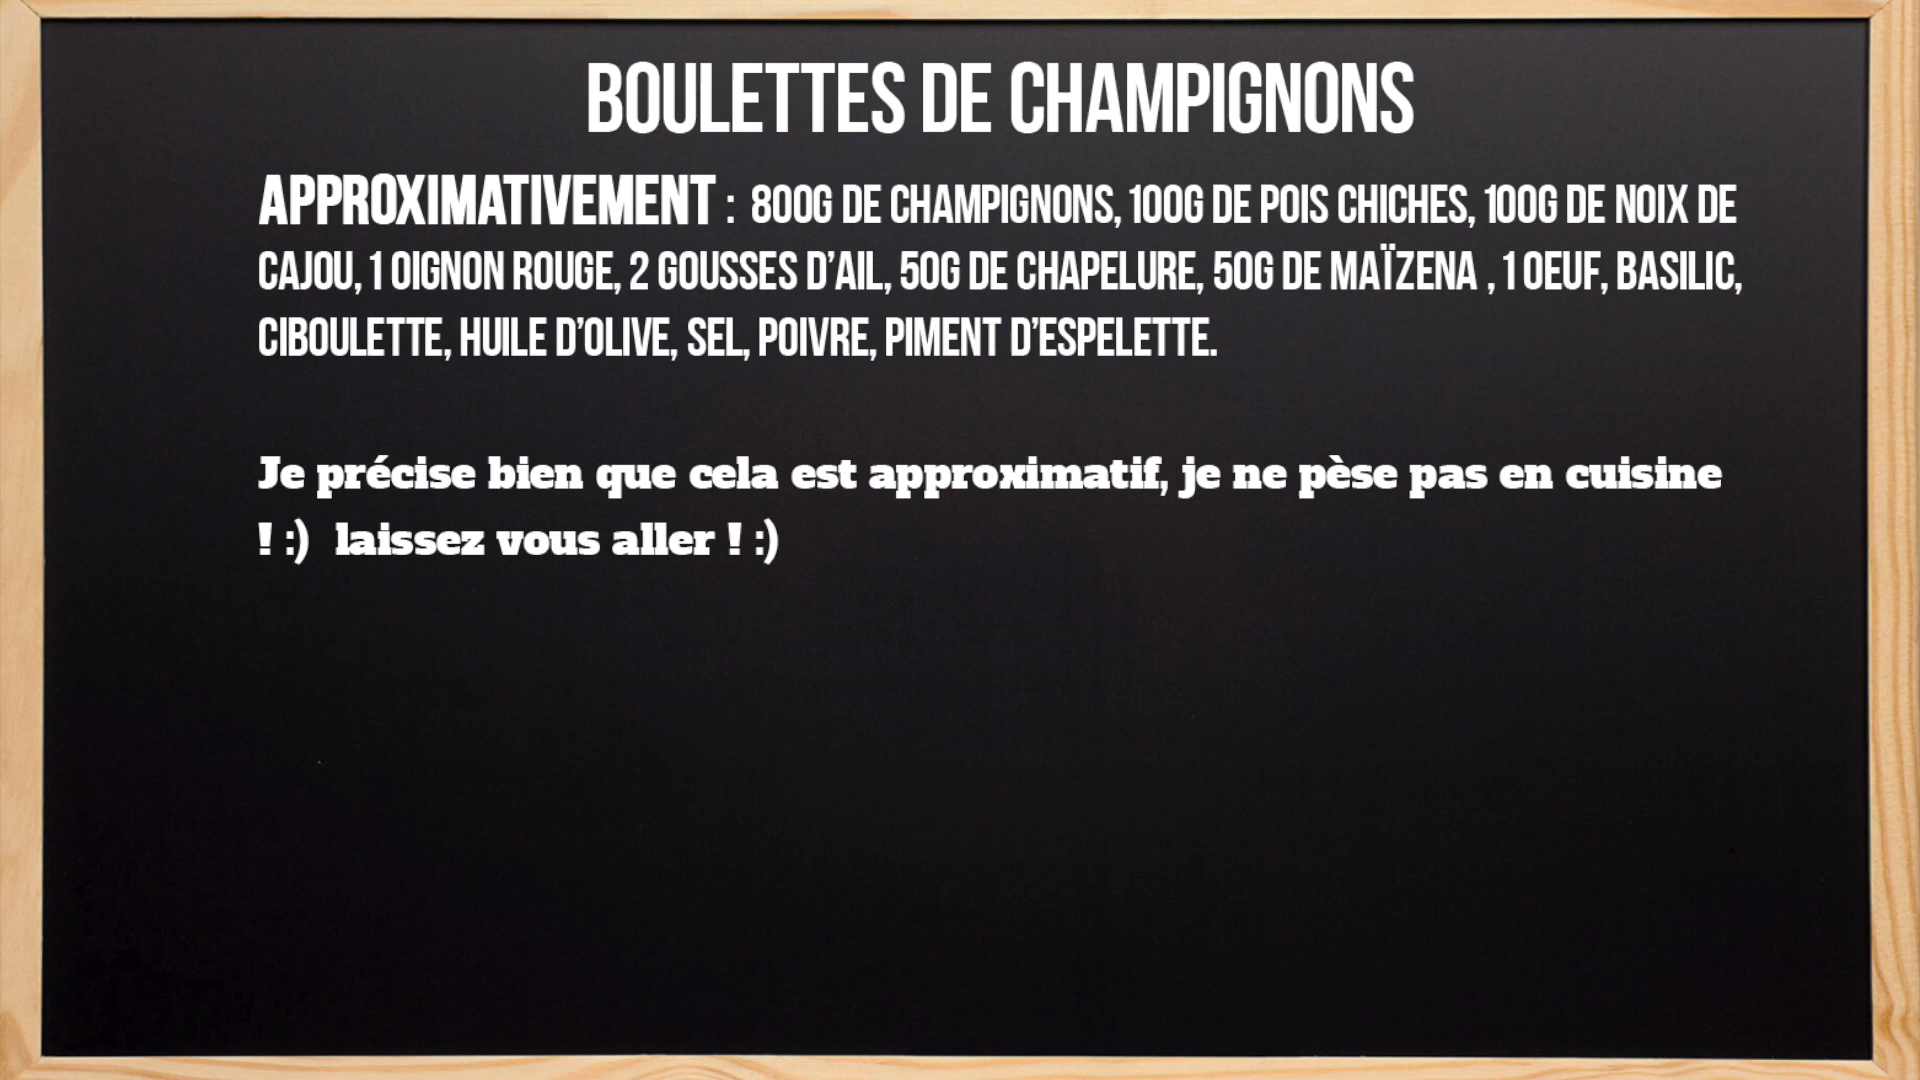 BOULETTES DE CHAMPIGNONS
APPROXIMATIVEMENT : 800G DE CHAMPIGNONS, 100G DE POIS CHICHES, 100G DE NOIX DE
CAJOU, 1 OIGNON ROUGE, 2 GOUSSES D'AIL, 50G DE CHAPELURE, 50G DE MAÏZENA , 1 OEUF, BASILIC,
CIBOULETTE, HUILE D'OLIVE, SEL, POIVRE, PIMENT D'ESPELETTE.
Je précise bien que cela est approximatif, je ne pèse pas en cuisine
! :) laissez vous aller ! :)